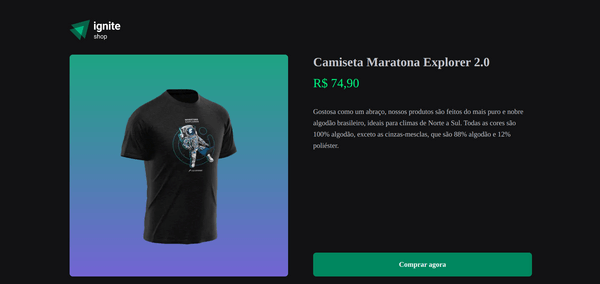 ignite
shop
Camiseta Maratona Explorer 2.0
R$ 74,90
Gostosa como um abraço, nossos produtos são feitos do mais puro e nobre
algodão brasileiro, ideais para climas de Norte a Sul. Todas as cores são
100% algodão, exceto as cinzas-mesclas, que são 88% algodão e 12%
poliéster.
Comprar agora